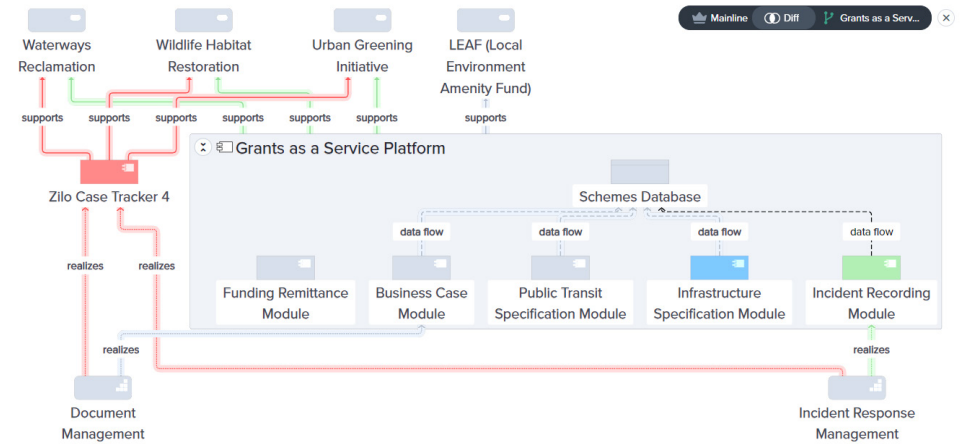 Mainline
Diff
Grants as a Serv...
Waterways
Reclamation
Wildlife Habitat
Restoration
Urban Greening
Initiative
LEAF (Local
Environment
Amenity Fund)
supports
supports
supports
supports
supports
supports
supports
Grants as a Service Platform
Zilo Case Tracker 4
Schemes Database
data flow
data flow
data flow
data flow
realizes
realizes
Funding Remittance
Module
Business Case
Module
Public Transit
Specification Module
Infrastructure
Specification Module
Incident Recording
Module
realizes
realizes
Document
Management
Incident Response
Management